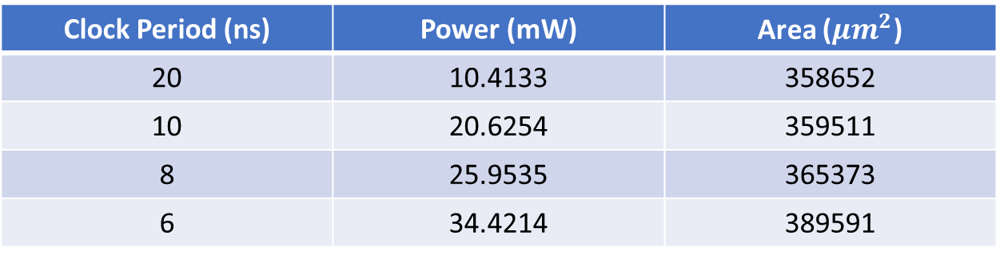 Clock Period (ns) Power (mW) Area (μm²)
20 10.4133 358652
10 20.6254 359511
8 25.9535 365373
6 34.4214 389591